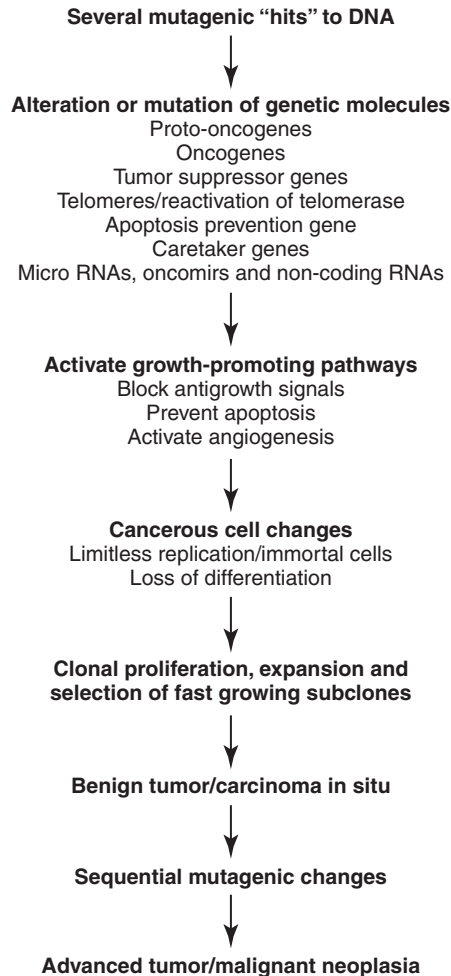 Several mutagenic “hits” to DNA
Alteration or mutation of genetic molecules
Proto-oncogenes
Oncogenes
Tumor suppressor genes
Telomeres/reactivation of telomerase
Apoptosis prevention gene
Caretaker genes
Micro RNAs, oncomirs and non-coding RNAs
Activate growth-promoting pathways
Block antigrowth signals
Prevent apoptosis
Activate angiogenesis
Cancerous cell changes
Limitless replication/immortal cells
Loss of differentiation
Clonal proliferation, expansion and
selection of fast growing subclones
Benign tumor/carcinoma in situ
Sequential mutagenic changes
Advanced tumor/malignant neoplasia